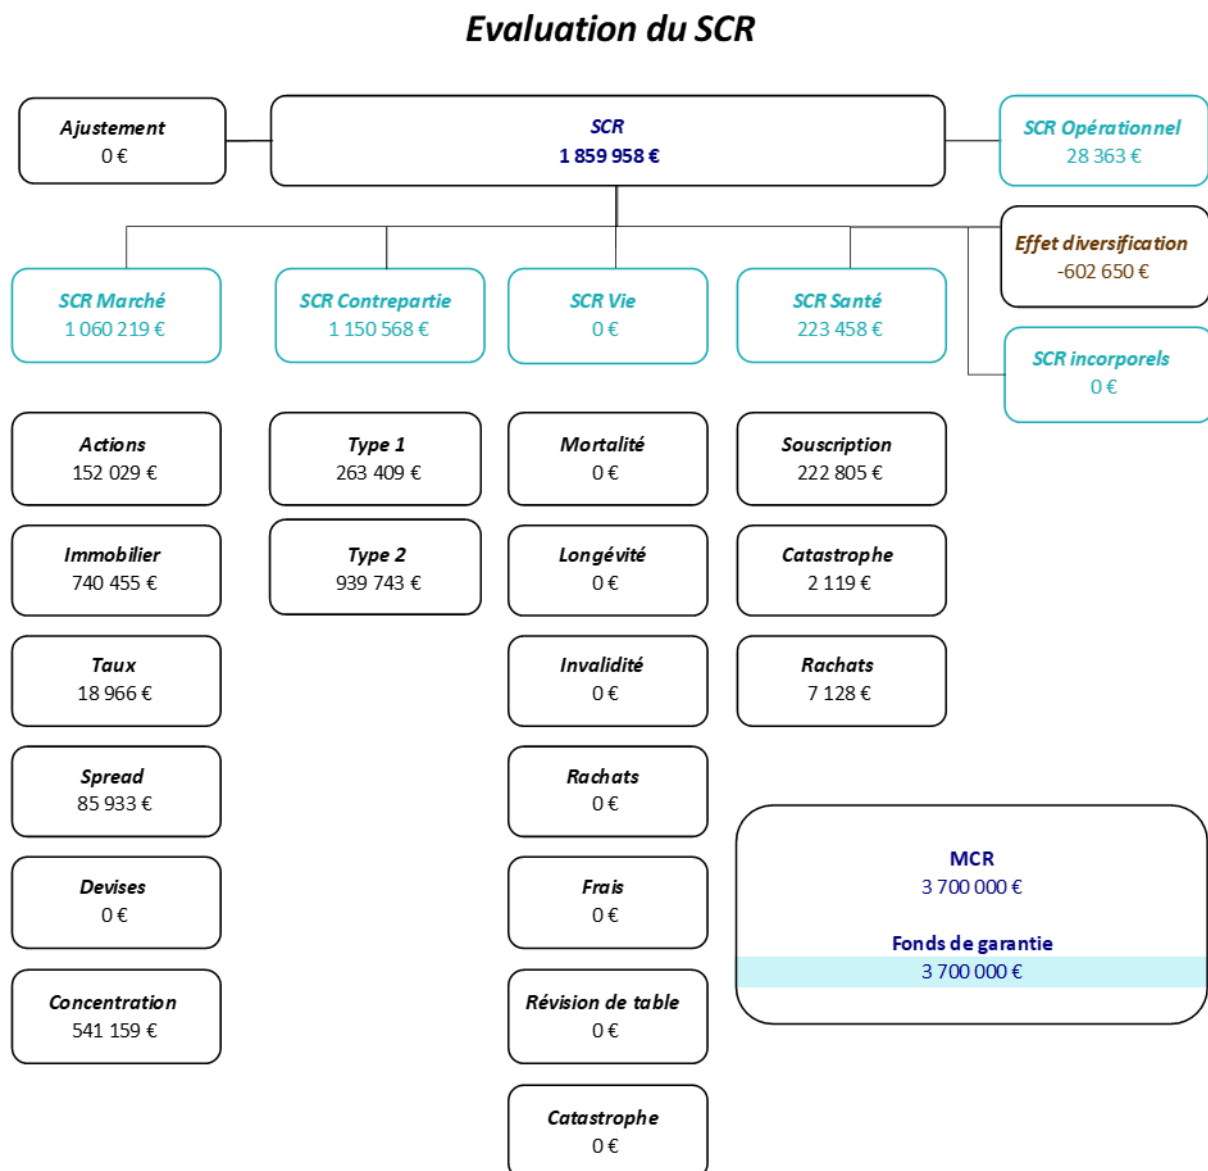 Evaluation du SCR
Ajustement
0 €
SCR
1 859 958 €
SCR Opérationnel
28 363 €
Effet diversification
-602 650 €
SCR Marché
1 060 219 €
SCR Contrepartie
1 150 568 €
SCR Vie
0 €
SCR Santé
223 458 €
SCR incorporels
0 €
Actions
152 029 €
Type 1
263 409 €
Mortalité
0 €
Souscription
222 805 €
Immobilier
740 455 €
Type 2
939 743 €
Longévité
0 €
Catastrophe
2 119 €
Taux
18 966 €
Invalidité
0 €
Rachats
7 128 €
Spread
85 933 €
Rachats
0 €
Devises
0 €
Frais
0 €
MCR
3 700 000 €
Fonds de garantie
3 700 000 €
Concentration
541 159 €
Révision de table
0 €
Catastrophe
0 €